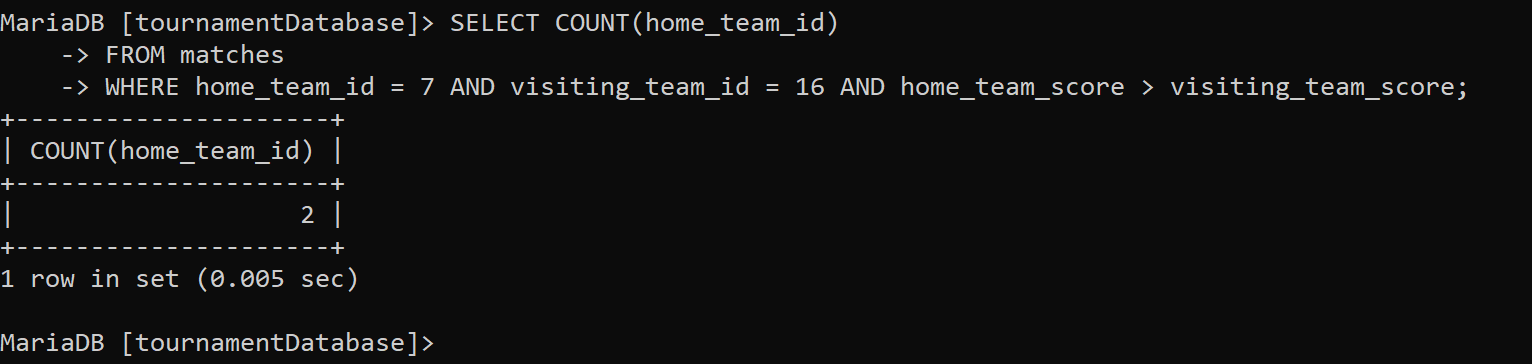 MariaDB [tournamentDatabase]> SELECT COUNT(home_team_id)
    -> FROM matches
    -> WHERE home_team_id = 7 AND visiting_team_id = 16 AND home_team_score > visiting_team_score;
+---------------------+
| COUNT(home_team_id) |
+---------------------+
|                   2 |
+---------------------+
1 row in set (0.005 sec)

MariaDB [tournamentDatabase]>